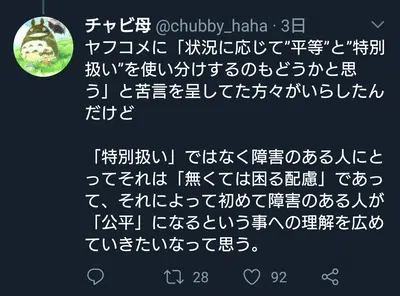 チャビ母 @chubby_haha · 3日
ヤフコメに「状況に応じて”平等”と”特別
扱い”を使い分けするのもどうかと思
う」と苦言を呈してた方々がいらしたん
だけど
「特別扱い」ではなく障害のある人にと
ってそれは「無くては困る配慮」であっ
て、それによって初めて障害のある人が
「公平」になるという事への理解を広め
ていきたいなって思う。
28 92